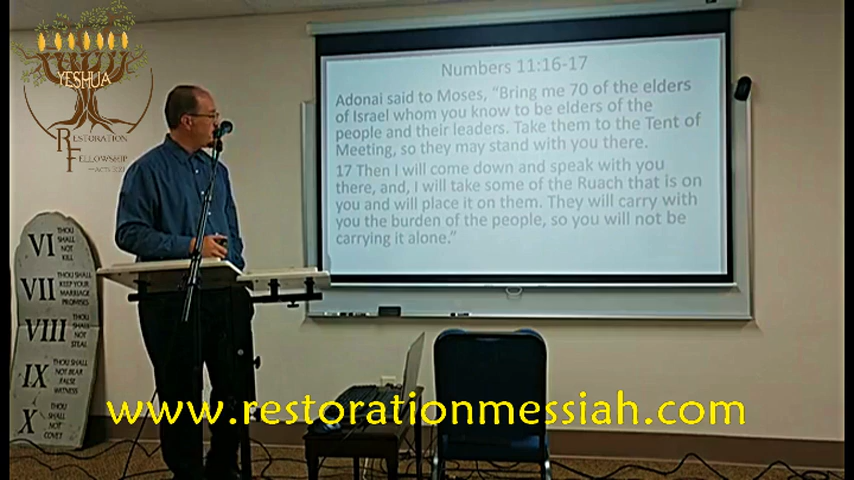 YESHUA
RESTORATION
FELLOWSHIP
Numbers 11:16-17
Adonai said to Moses, “Bring me 70 of the elders
of Israel whom you know to be elders of the
people and their leaders. Take them to the Tent of
Meeting, so they may stand with you there.
17 Then I will come down and speak with you
there, and, I will take some of the Ruach that is on
you and will place it on them. They will carry with
you the burden of the people, so you will not be
carrying it alone.”
VI THOU
SHALL
NOT
KILL
VII THOU SHALL
KEEP YOUR
MARRIAGE
PROMISES
VIII THOU
SHALL
NOT
STEAL
IX THOU SHALL
NOT BEAR
FALSE
WITNESS
X THOU
SHALL
NOT
COVET
www.restorationmessiah.com